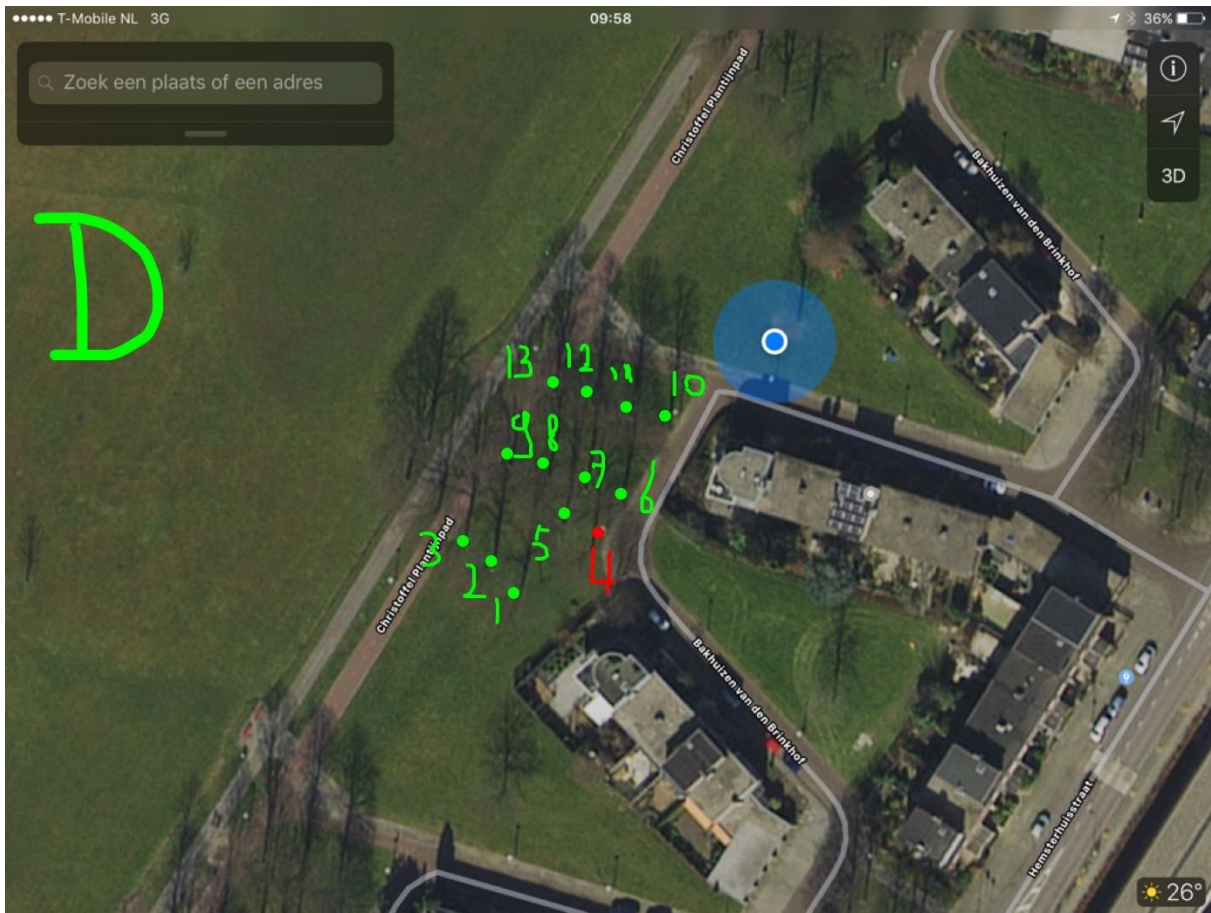 T-Mobile NL 3G 09:58 36%
Zoek een plaats of een adres
3D
D
Christoffel Plantijnpad
Bakhuizen van den Brinkhof
13 12 11 10
9 8 7 6
3 2 1 5 4
Christoffel Plantijnpad
Bakhuizen van den Brinkhof
Hemsterhuisstraat
26°